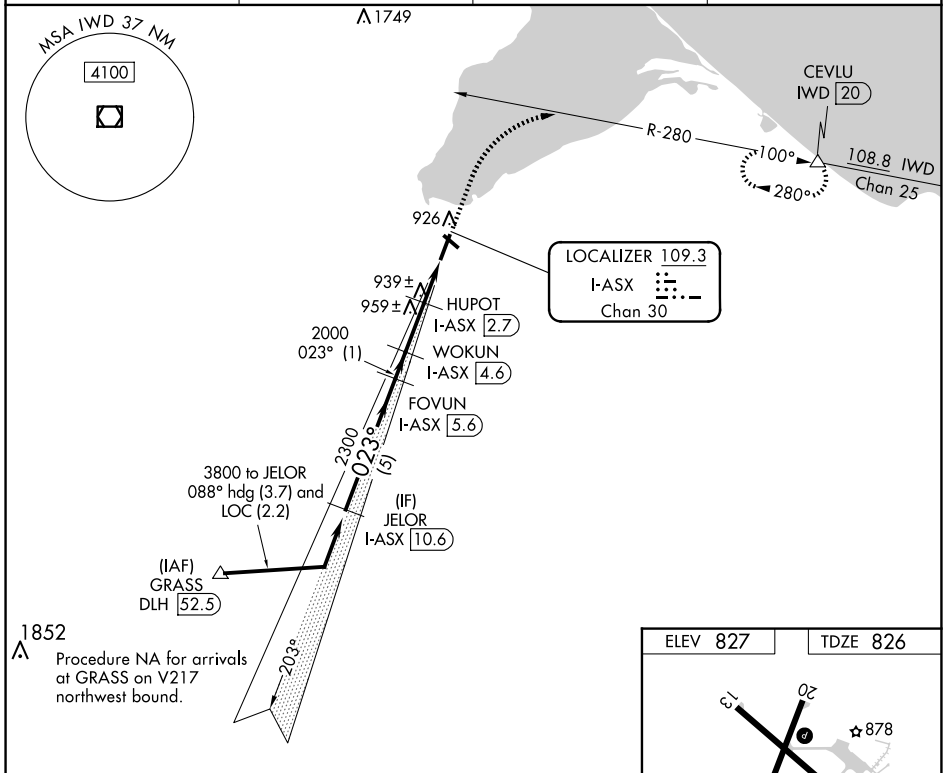 1749
MSA IWD 37 NM
4100
CEVLU
IWD 20
R-280
100°
280°
108.8 IWD
Chan 25
926
LOCALIZER 109.3
I-ASX
Chan 30
939±
959±
HUPOT
I-ASX 2.7
2000
023° (1)
WOKUN
I-ASX 4.6
FOVUN
I-ASX 5.6
2300
023°
(5)
3800 to JELOR
088° hdg (3.7) and
LOC (2.2)
(IF)
JELOR
I-ASX 10.6
(IAF)
GRASS
DLH 52.5
203°
1852
Procedure NA for arrivals
at GRASS on V217
northwest bound.
ELEV 827
TDZE 826
13
20
P
878